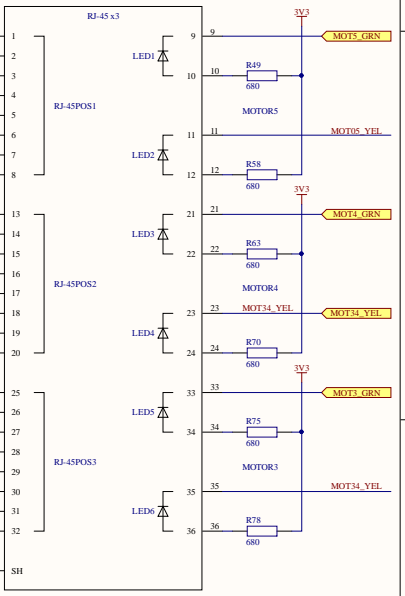 3V3
RJ-45 x3
1 9 9 MOT5_GRN
2 LED1
3 10 10 R49
680
4
5 RJ-45POS1 MOTOR5
6 11 11 MOT05_YEL
7 LED2
8 12 12 R58
680
3V3
13 21 21 MOT4_GRN
14 LED3
15 22 22 R63
680
16
17 RJ-45POS2 MOTOR4
18 23 23 MOT34_YEL MOT34_YEL
19 LED4
20 24 24 R70
680
3V3
25 33 33 MOT3_GRN
26 LED5
27 34 34 R75
680
28
29 RJ-45POS3 MOTOR3
30 35 35 MOT34_YEL
31 LED6
32 36 36 R78
680
SH